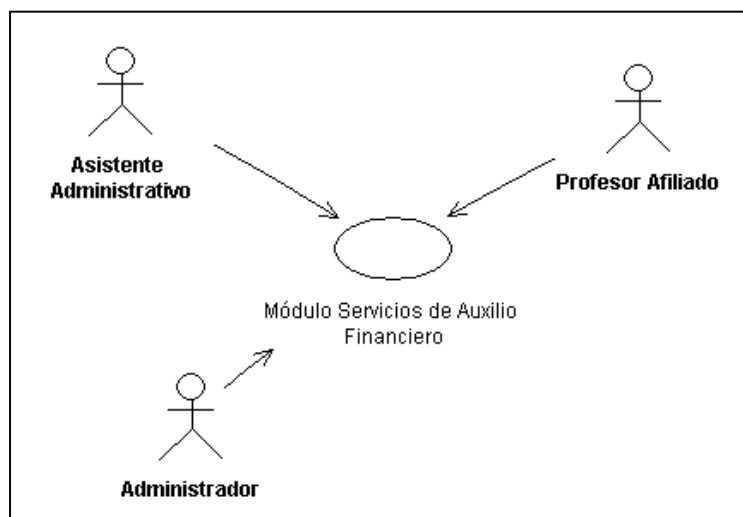 Asistente
Administrativo
Profesor Afiliado
Módulo Servicios de Auxilio
Financiero
Administrador